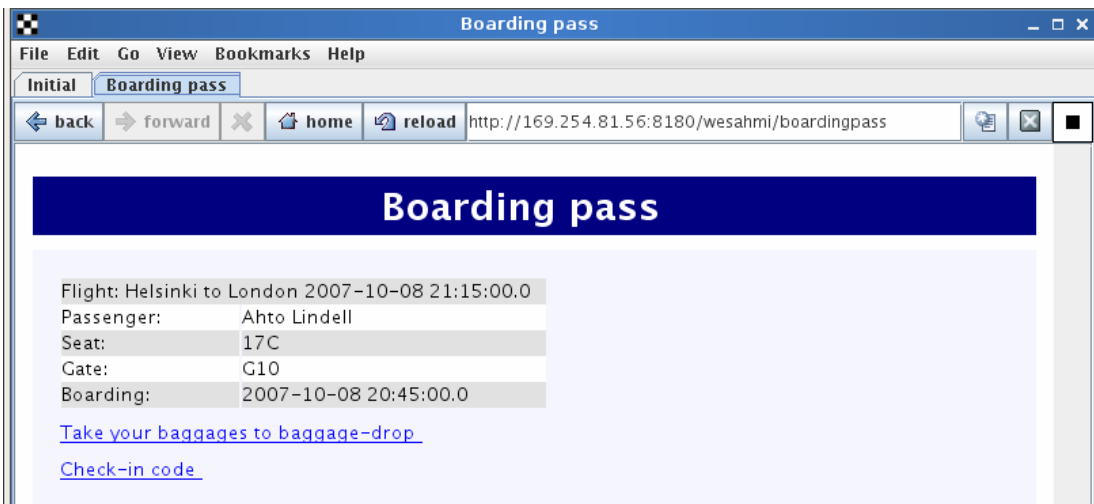 Boarding pass
File Edit Go View Bookmarks Help
Initial Boarding pass
back forward home reload http://169.254.81.56:8180/wesahmi/boardingpass
Boarding pass
Flight: Helsinki to London 2007-10-08 21:15:00.0
Passenger: Ahto Lindell
Seat: 17C
Gate: G10
Boarding: 2007-10-08 20:45:00.0
Take your baggages to baggage-drop
Check-in code